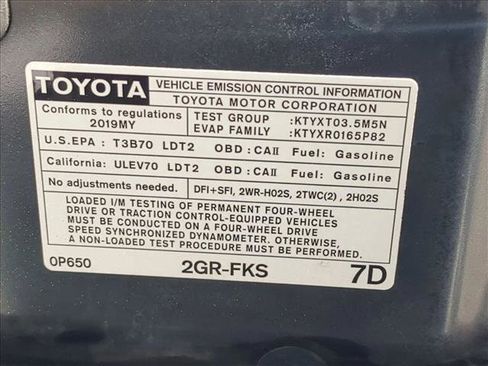 TOYOTA VEHICLE EMISSION CONTROL INFORMATION
TOYOTA MOTOR CORPORATION
Conforms to regulations
2019MY
TEST GROUP :KTYXT03.5M5N
EVAP FAMILY :KTYXR0165P82
U.S.EPA : T3B70 LDT2 OBD : CAII Fuel: Gasoline
California: ULEV70 LDT2 OBD : CAII Fuel: Gasoline
No adjustments needed. DFI+SFI, 2WR-HO2S, 2TWC(2), 2HO2S
LOADED I/M TESTING OF PERMANENT FOUR-WHEEL
DRIVE OR TRACTION CONTROL-EQUIPPED VEHICLES
MUST BE CONDUCTED ON A FOUR-WHEEL DRIVE
SPEED SYNCHRONIZED DYNAMOMETER. OTHERWISE,
A NON-LOADED TEST PROCEDURE MUST BE PERFORMED.
0P650 2GR-FKS 7D